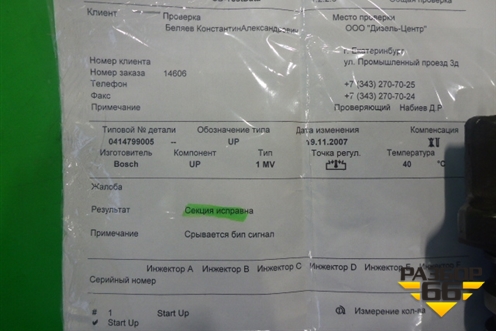 Общая проверка
Клиент Проверка Место проверки
Беляев КонстантинАлександрович ООО "Дизель-Центр"
г. Екатеринбург
Номер клиента ул. Промышленный проезд 3д
Номер заказа 14606
Телефон +7 (343) 270-70-25
Факс +7 (343) 270-70-24
Примечание Проверяющий Набиев Д.Р
Типовой № детали Обозначение типа Дата изменения Компенсация
0414799005 -- UP 19.11.2007
Изготовитель Компонент Тип Точка регул. Температура
Bosch UP 1 MV 40 °C
Жалоба
Результат Секция исправна
Примечание Срывается бип сигнал
Инжектор A Инжектор B Инжектор C Инжектор D Инжектор E Инжектор F
Серийный номер
# 1 Start Up Измерение кол-ва
Start Up
РАЗБОР
66